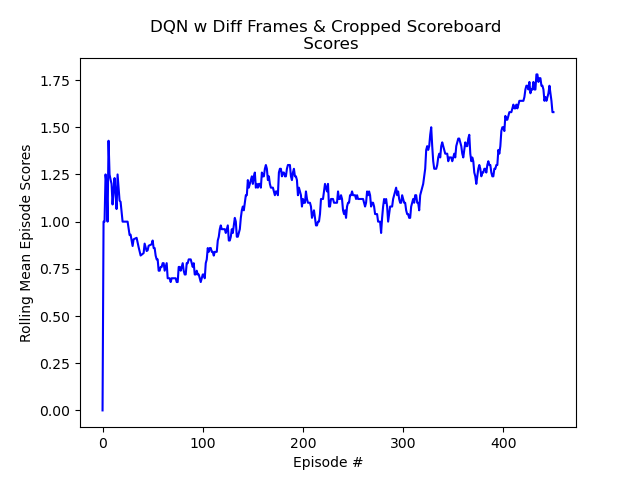 DQN w Diff Frames & Cropped Scoreboard
Scores
Rolling Mean Episode Scores
1.75
1.50
1.25
1.00
0.75
0.50
0.25
0.00
0 100 200 300 400
Episode #